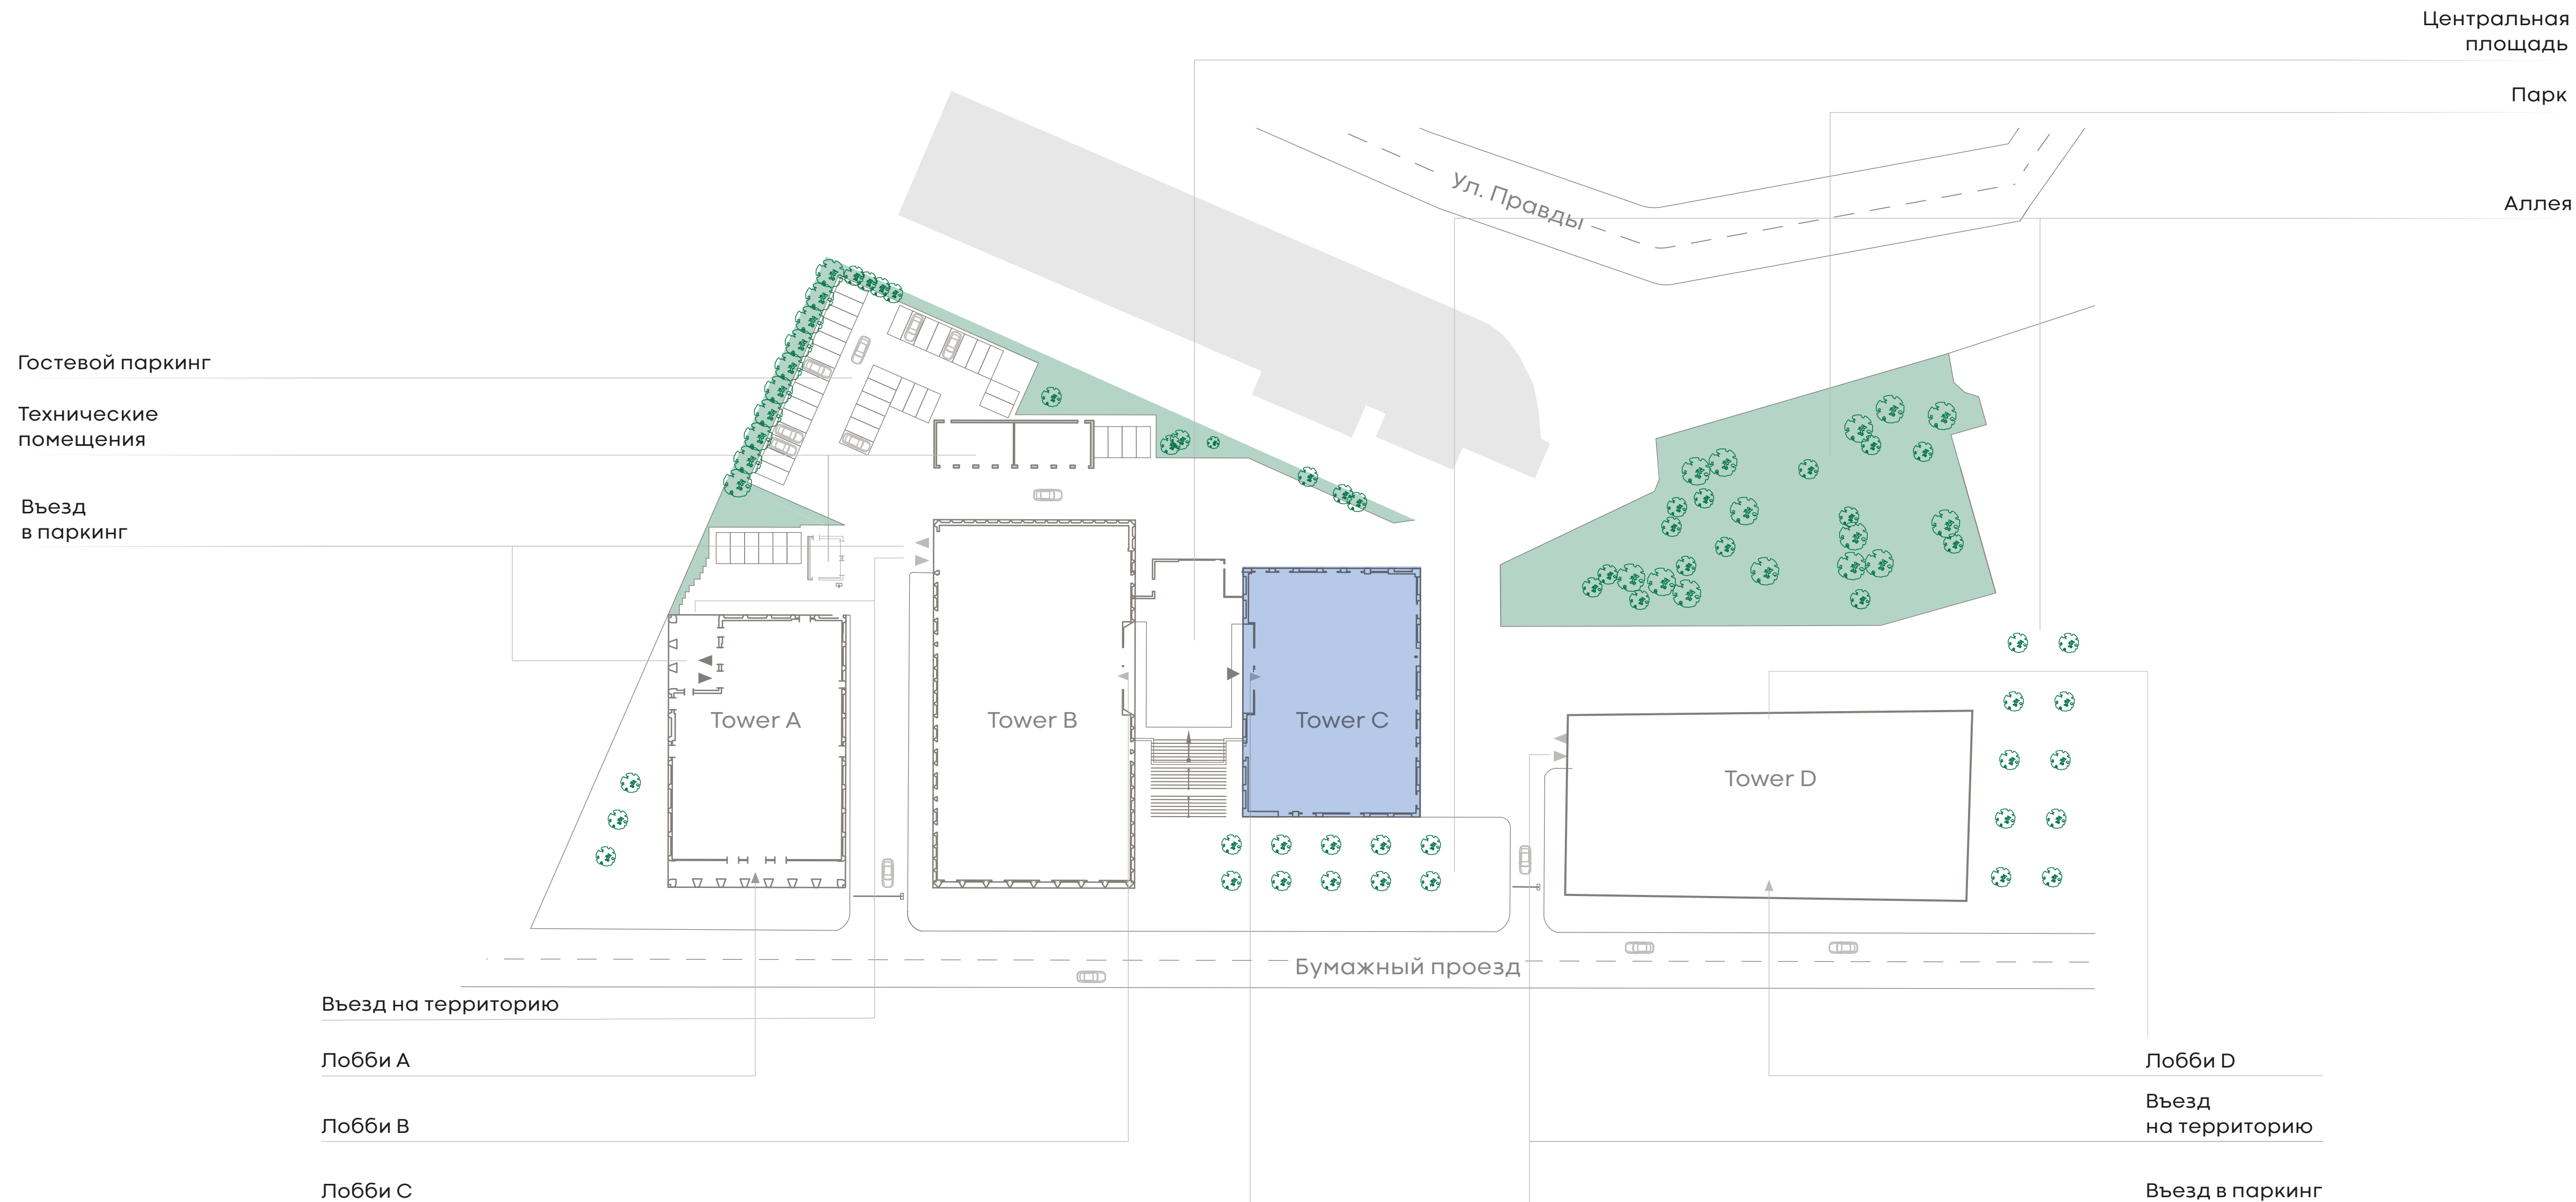 Центральная
площадь
Парк
Ул. Правды
Аллея
Гостевой паркинг
Технические
помещения
Въезд
в паркинг
Tower A
Tower B
Tower C
Tower D
Бумажный проезд
Въезд на территорию
Лобби A
Лобби B
Лобби C
Лобби D
Въезд
на территорию
Въезд в паркинг